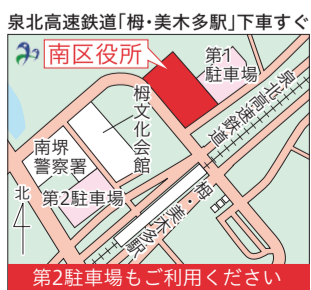 泉北高速鉄道「栂・美木多駅」下車すぐ
南区役所
第1
駐車場
泉北高速鉄道
栂文化会館
南堺
警察署
第2駐車場
北
栂・美木多駅
第2駐車場もご利用ください